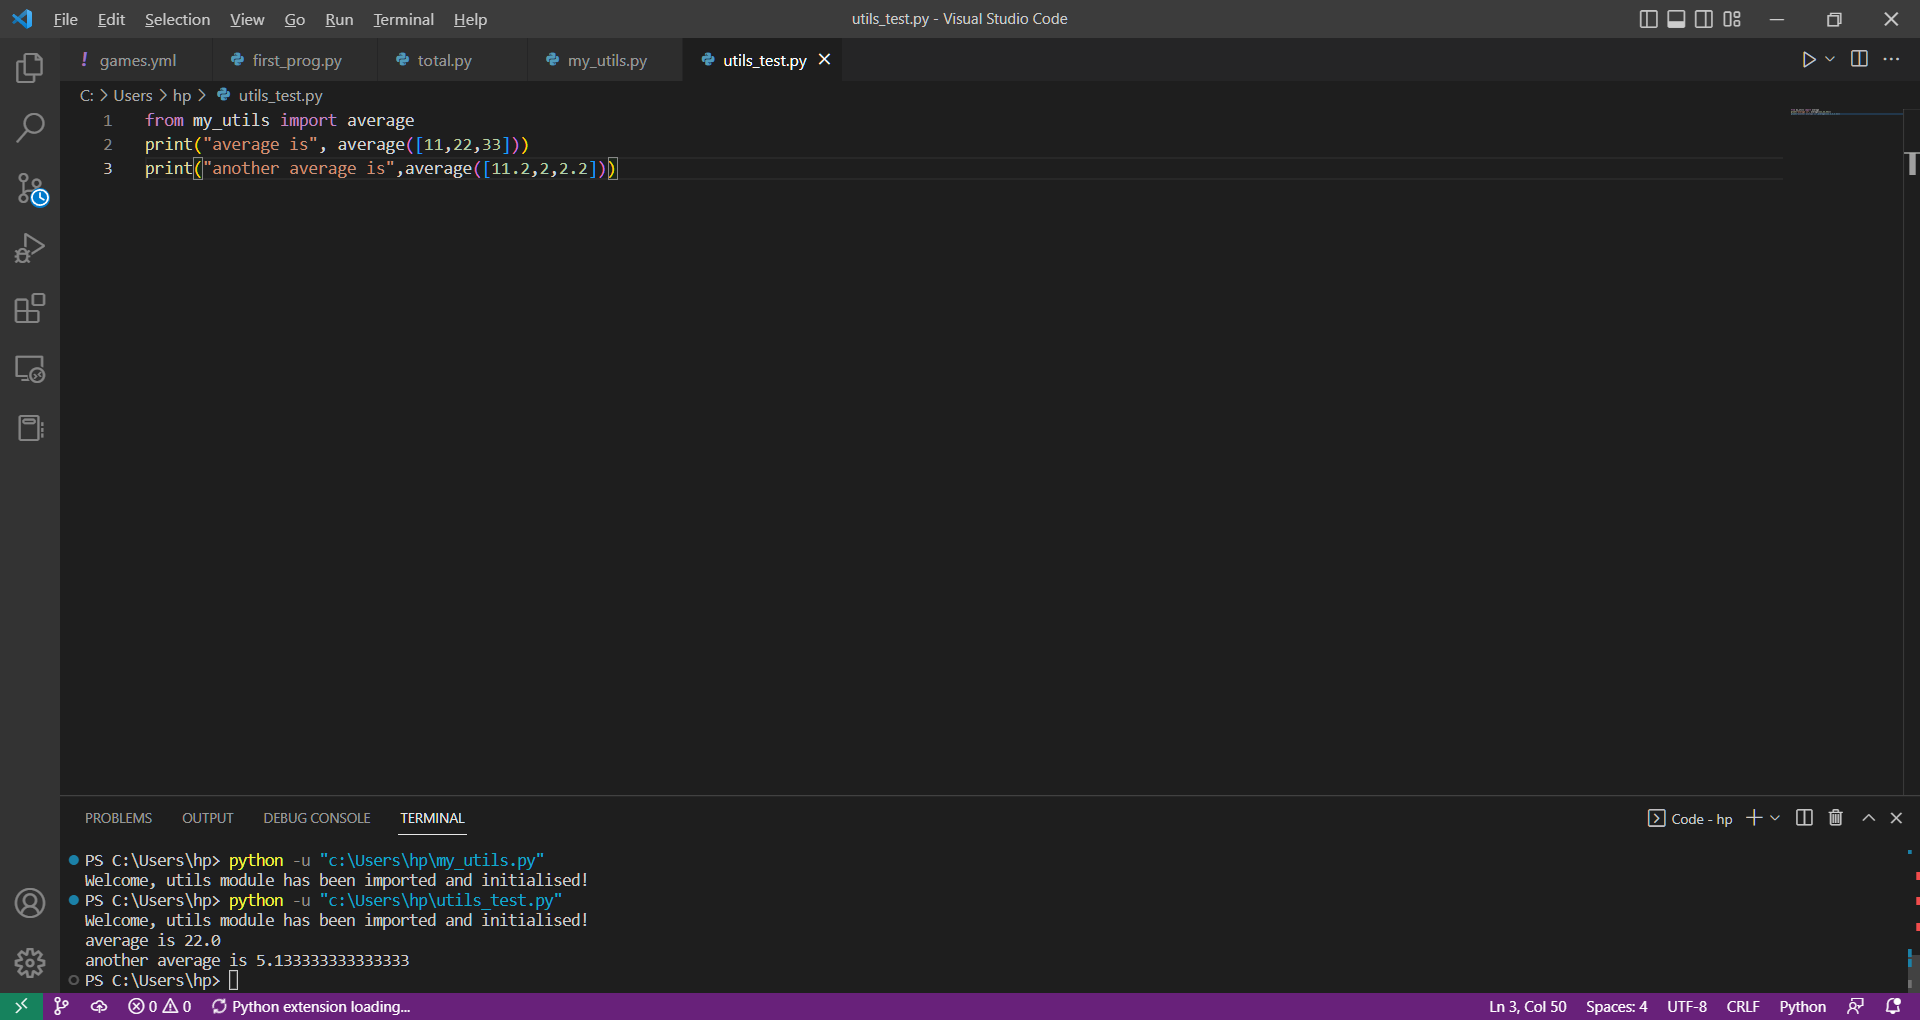 File Edit Selection View Go Run Terminal Help
utils_test.py - Visual Studio Code
! games.yml first_prog.py total.py my_utils.py utils_test.py
C: > Users > hp > utils_test.py
1 from my_utils import average
2 print("average is", average([11,22,33]))
3 print("another average is",average([11.2,2,2.2]))
PROBLEMS OUTPUT DEBUG CONSOLE TERMINAL
Code - hp
PS C:\Users\hp> python -u "c:\Users\hp\my_utils.py"
Welcome, utils module has been imported and initialised!
PS C:\Users\hp> python -u "c:\Users\hp\utils_test.py"
Welcome, utils module has been imported and initialised!
average is 22.0
another average is 5.133333333333333
PS C:\Users\hp>
0 0 Python extension loading...
Ln 3, Col 50 Spaces: 4 UTF-8 CRLF Python